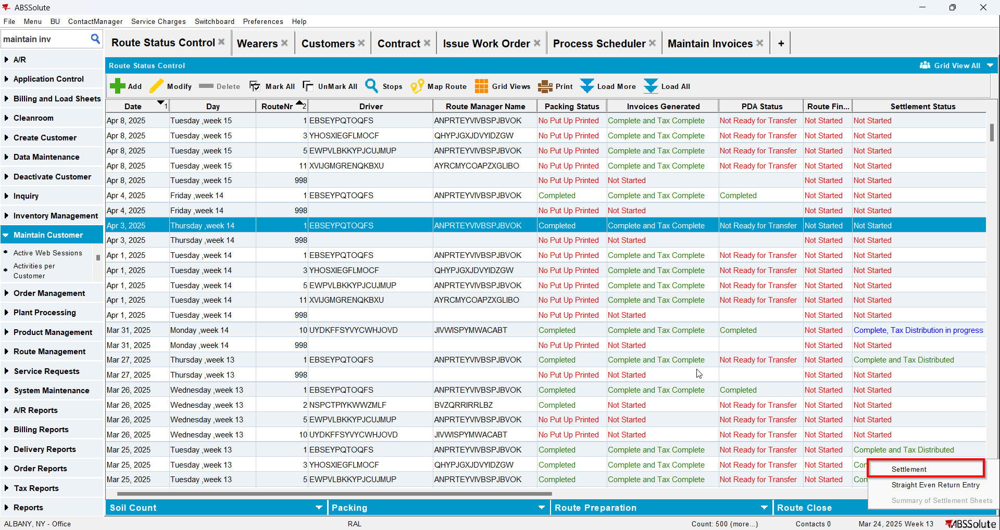 ABSSolute
File Menu BU ContactManager Service Charges Switchboard Preferences Help
maintain inv
Route Status Control Wearers Customers Contract Issue Work Order Process Scheduler Maintain Invoices +
Route Status Control Grid View All
Add Modify Delete Mark All UnMark All Stops Map Route Grid Views Print Load More Load All
A/R
Application Control
Billing and Load Sheets
Cleanroom
Create Customer
Data Maintenance
Deactivate Customer
Inquiry
Inventory Management
Maintain Customer
Active Web Sessions
Activities per
Customer
Order Management
Plant Processing
Product Management
Route Management
Service Requests
System Maintenance
A/R Reports
Billing Reports
Delivery Reports
Order Reports
Tax Reports
Reports
Date 1 Day RouteNr 2 Driver Route Manager Name Packing Status Invoices Generated PDA Status Route Fin... Settlement Status
Apr 8, 2025 Tuesday ,week 15 1 EBSEYPQTOQFS ANPRTEYVIVBSPJBVOK No Put Up Printed Complete and Tax Complete Not Ready for Transfer Not Started Not Started
Apr 8, 2025 Tuesday ,week 15 3 YHOSXIEGFLMOCF QHYPJGXJDVYIDZGW No Put Up Printed Complete and Tax Complete Not Ready for Transfer Not Started Not Started
Apr 8, 2025 Tuesday ,week 15 5 EWPVLBKKYPJCUJMUP ANPRTEYVIVBSPJBVOK No Put Up Printed Complete and Tax Complete Not Ready for Transfer Not Started Not Started
Apr 8, 2025 Tuesday ,week 15 11 XVIJGMGRENQKBXU AYRCMYCOAPZXGLIBO No Put Up Printed Complete and Tax Complete Not Ready for Transfer Not Started Not Started
Apr 8, 2025 Tuesday ,week 15 998 No Put Up Printed Not Started Not Started Not Started
Apr 4, 2025 Friday ,week 14 1 EBSEYPQTOQFS ANPRTEYVIVBSPJBVOK Completed Complete and Tax Complete Completed Not Started Not Started
Apr 4, 2025 Friday ,week 14 998 No Put Up Printed Not Started Not Started Not Started
Apr 3, 2025 Thursday ,week 14 1 EBSEYPQTOQFS ANPRTEYVIVBSPJBVOK Completed Complete and Tax Complete Not Ready for Transfer Not Started Not Started
Apr 3, 2025 Thursday ,week 14 998 No Put Up Printed Not Started Not Started Not Started
Apr 1, 2025 Tuesday ,week 14 1 EBSEYPQTOQFS ANPRTEYVIVBSPJBVOK No Put Up Printed Complete and Tax Complete Not Ready for Transfer Not Started Not Started
Apr 1, 2025 Tuesday ,week 14 3 YHOSXIEGFLMOCF QHYPJGXJDVYIDZGW No Put Up Printed Complete and Tax Complete Not Ready for Transfer Not Started Not Started
Apr 1, 2025 Tuesday ,week 14 5 EWPVLBKKYPJCUJMUP ANPRTEYVIVBSPJBVOK No Put Up Printed Complete and Tax Complete Not Ready for Transfer Not Started Not Started
Apr 1, 2025 Tuesday ,week 14 11 XVIJGMGRENQKBXU AYRCMYCOAPZXGLIBO No Put Up Printed Complete and Tax Complete Not Ready for Transfer Not Started Not Started
Apr 1, 2025 Tuesday ,week 14 998 No Put Up Printed Not Started Not Started Not Started
Mar 31, 2025 Monday ,week 14 10 UYDKFFSYVYCWHJOVD JIVWISPYMWACABT Completed Complete and Tax Complete Completed Not Started Complete, Tax Distribution in progress
Mar 31, 2025 Monday ,week 14 998 No Put Up Printed Not Started Not Started Not Started
Mar 27, 2025 Thursday ,week 13 1 EBSEYPQTOQFS ANPRTEYVIVBSPJBVOK Completed Complete and Tax Complete Not Ready for Transfer Not Started Complete and Tax Distributed
Mar 27, 2025 Thursday ,week 13 998 No Put Up Printed Not Started Not Started Not Started
Mar 26, 2025 Wednesday ,week 13 1 EBSEYPQTOQFS ANPRTEYVIVBSPJBVOK Completed Complete and Tax Complete Completed Not Started Not Started
Mar 26, 2025 Wednesday ,week 13 2 NSPCTPIYKWWZMLF BVZQRRIRRLBZ Completed Not Started Not Ready for Transfer Not Started Not Started
Mar 26, 2025 Wednesday ,week 13 5 EWPVLBKKYPJCUJMUP ANPRTEYVIVBSPJBVOK No Put Up Printed Not Started Not Ready for Transfer Not Started Not Started
Mar 26, 2025 Wednesday ,week 13 10 UYDKFFSYVYCWHJOVD JIVWISPYMWACABT No Put Up Printed Not Started Not Ready for Transfer Not Started Not Started
Mar 25, 2025 Tuesday ,week 13 1 EBSEYPQTOQFS ANPRTEYVIVBSPJBVOK Completed Complete and Tax Complete Not Ready for Transfer Not Started Complete and Tax Distributed
Mar 25, 2025 Tuesday ,week 13 3 YHOSXIEGFLMOCF QHYPJGXJDVYIDZGW Completed Complete and Tax Complete Not Ready for Transfer Not Started
Mar 25, 2025 Tuesday ,week 13 5 EWPVLBKKYPJCUJMUP ANPRTEYVIVBSPJBVOK Completed Complete and Tax Complete Not Ready for Transfer Not Started
Settlement
Straight Even Return Entry
Summary of Settlement Sheets
Soil Count Packing Route Preparation Route Close
ALBANY, NY - Office RAL Count: 500 (more...) Contacts 0 Mar 24, 2025 Week 13 ABSSolute